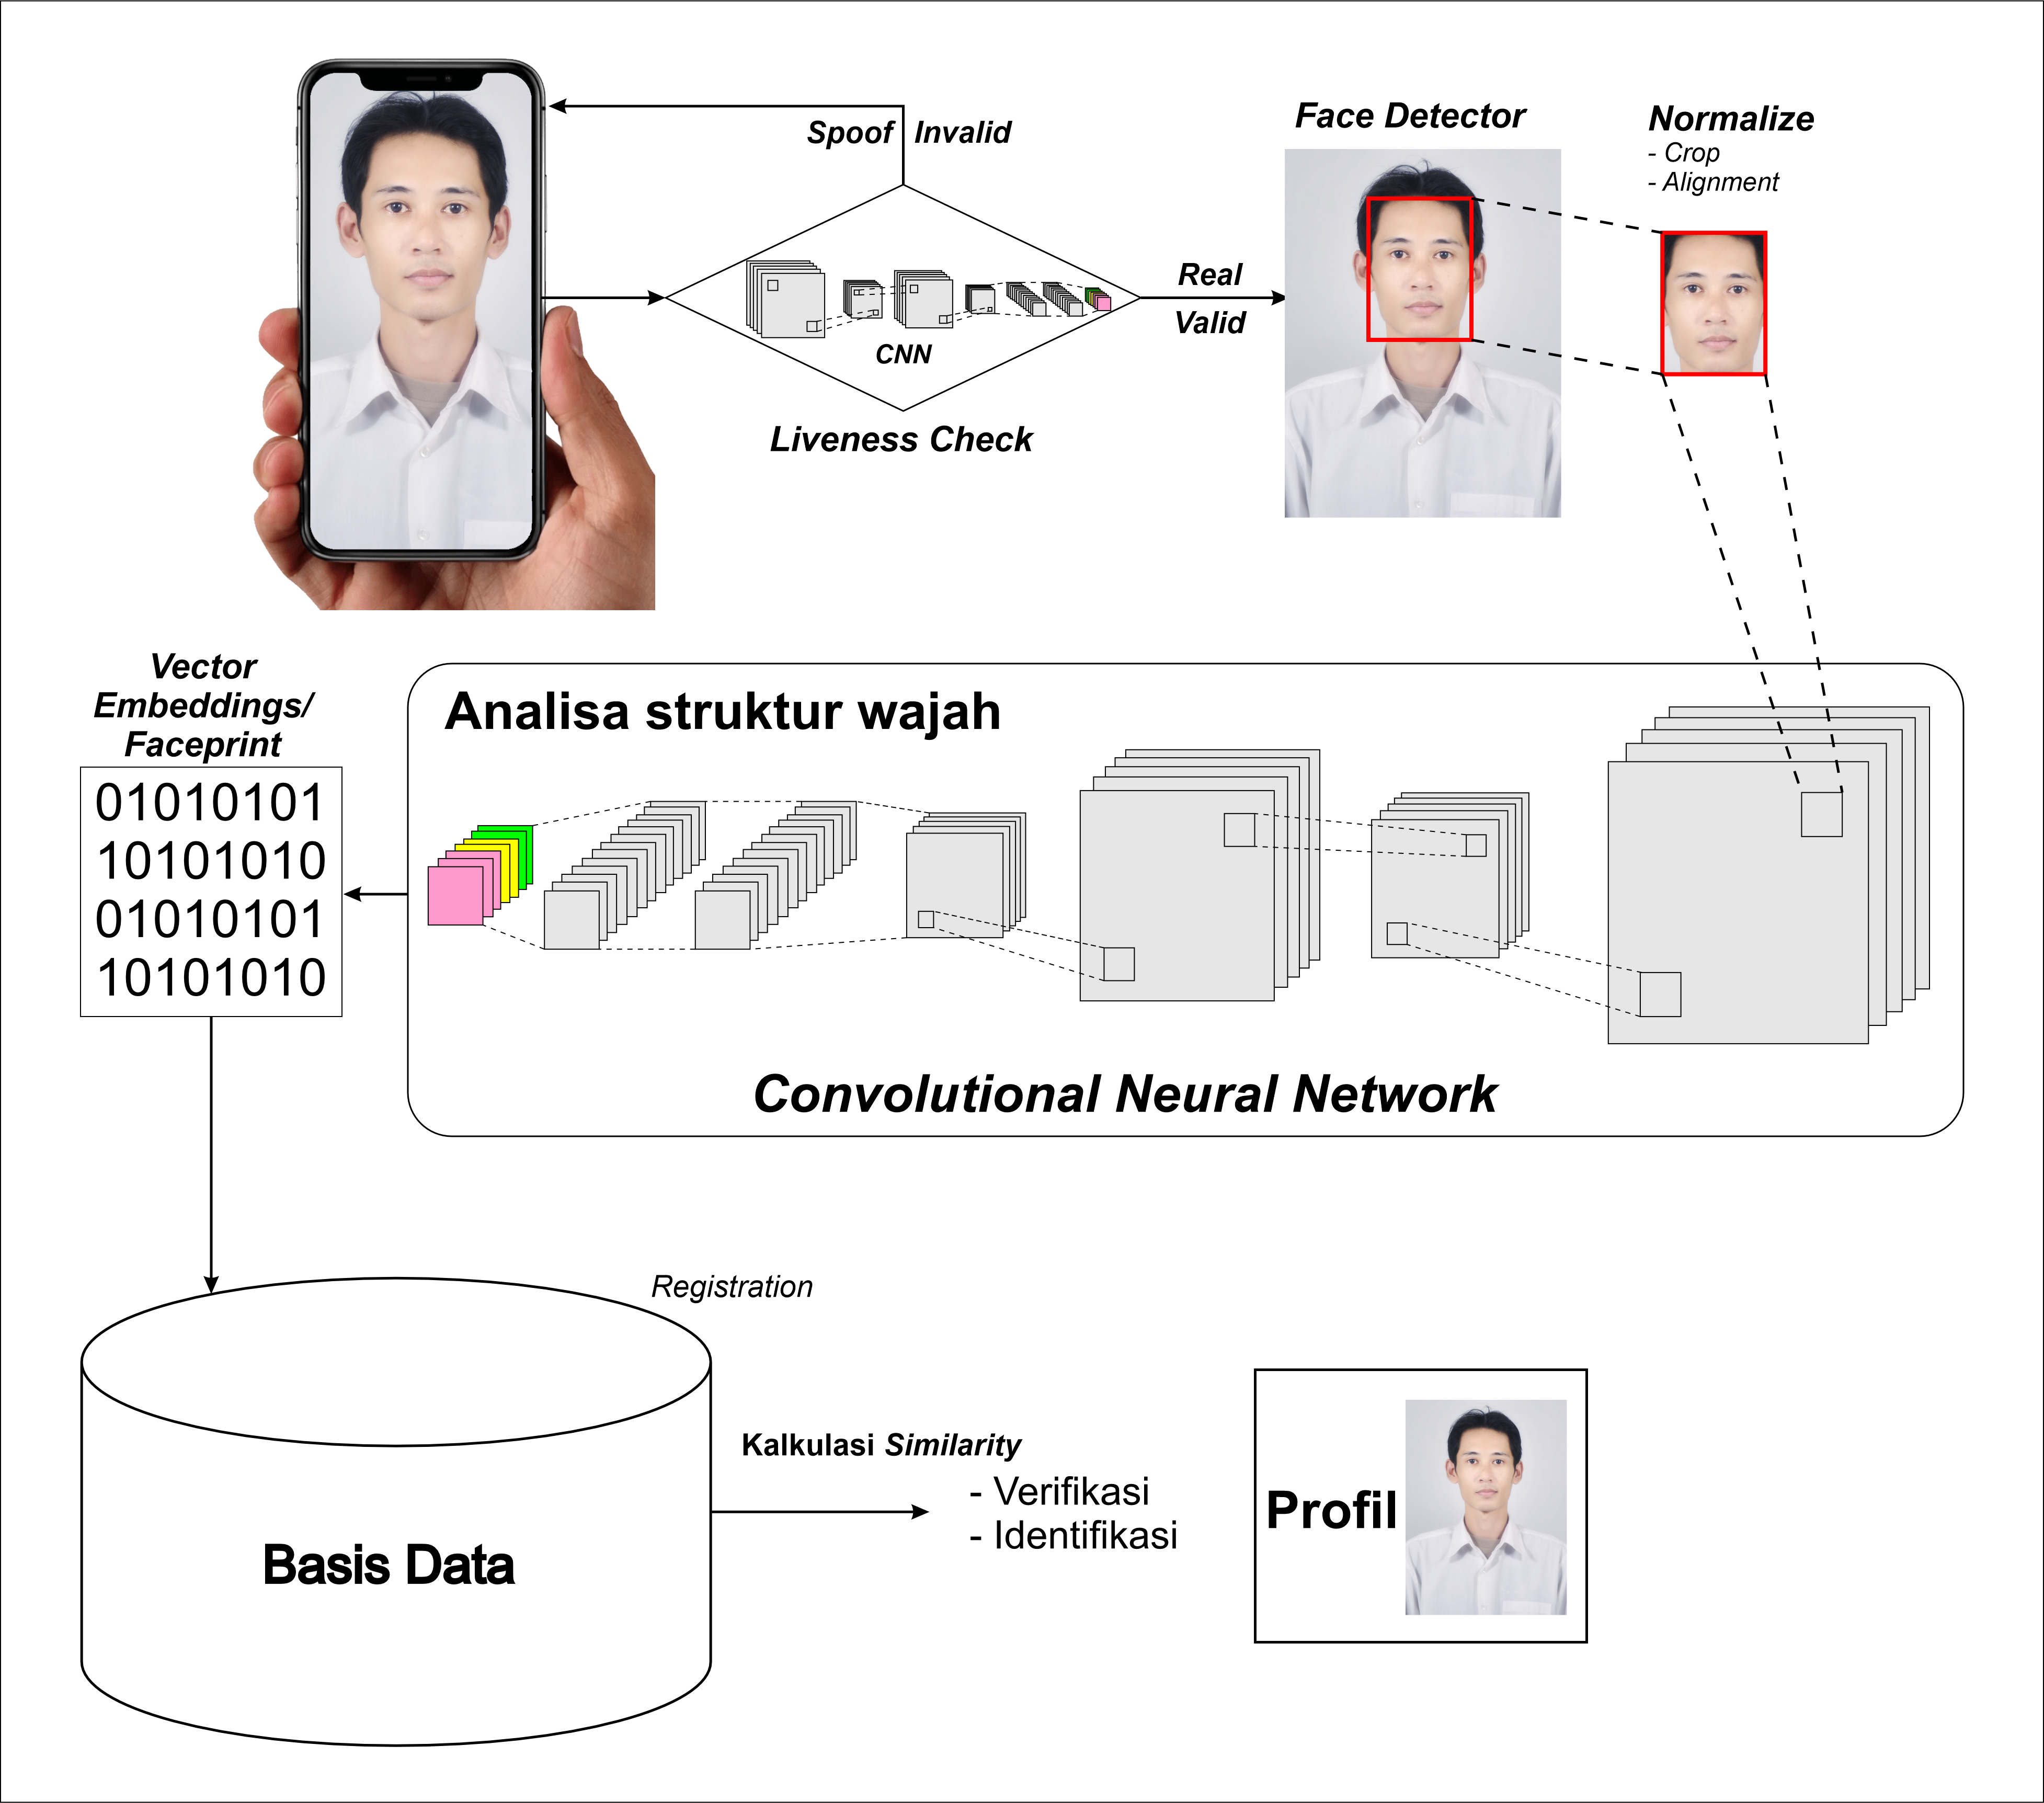 Spoof Invalid
Liveness Check
CNN
Real
Valid
Face Detector
Normalize
- Crop
- Alignment
Analisa struktur wajah
Convolutional Neural Network
Vector
Embeddings/
Faceprint
01010101
10101010
01010101
10101010
Registration
Basis Data
Kalkulasi Similarity
- Verifikasi
- Identifikasi
Profil